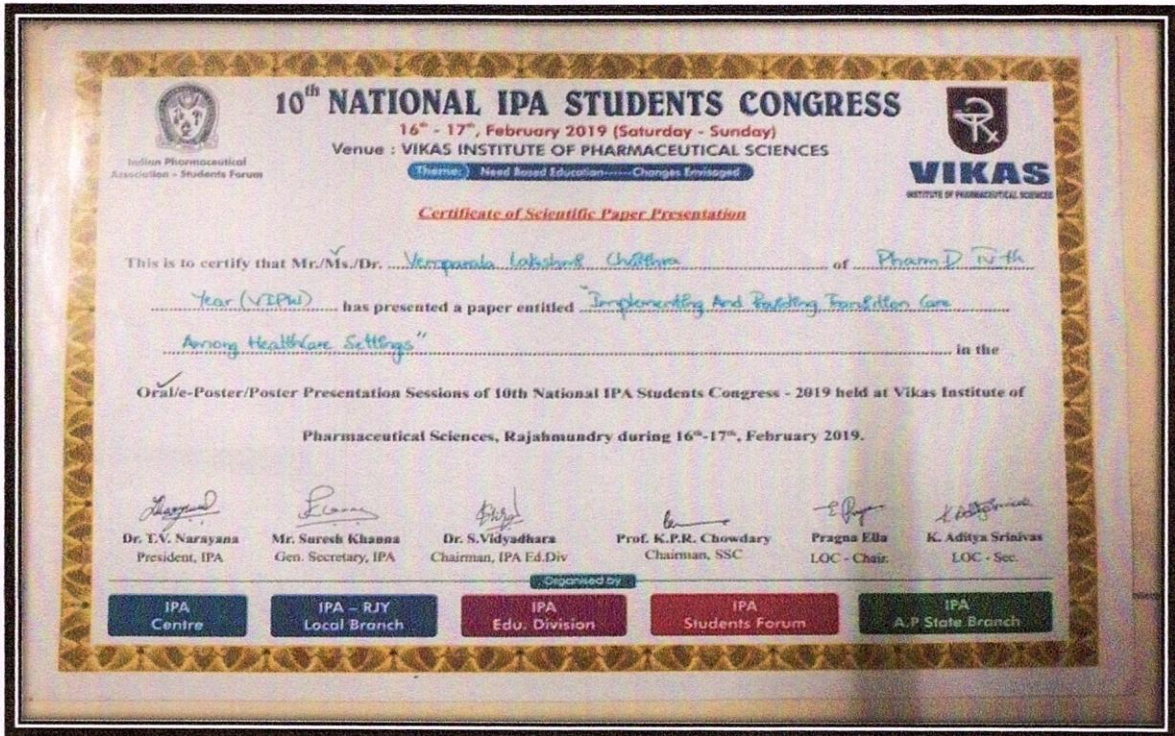 10th NATIONAL IPA STUDENTS CONGRESS
16th - 17th, February 2019 (Saturday - Sunday)
Venue : VIKAS INSTITUTE OF PHARMACEUTICAL SCIENCES
Indian Pharmaceutical
Association - Students Forum
Theme: Need Based Education------Changes Envisaged
VIKAS
INSTITUTE OF PHARMACEUTICAL SCIENCES
Certificate of Scientific Paper Presentation
This is to certify that Mr./Ms./Dr. Lakshmi of Pharm D IVth
Year (VIPW) has presented a paper entitled "Implementing And Providing Transition Care
Among Healthcare Settings" in the
Oral/e-Poster/Poster Presentation Sessions of 10th National IPA Students Congress - 2019 held at Vikas Institute of
Pharmaceutical Sciences, Rajahmundry during 16th-17th, February 2019.
Dr. T.V. Narayana Mr. Suresh Khanna Dr. S.Vidyadhara Prof. K.P.R. Chowdary Pragna Ella K. Aditya Srinivas
President, IPA Gen. Secretary, IPA Chairman, IPA Ed.Div Chairman, SSC LOC - Chair. LOC - Sec.
Organised by
IPA IPA – RJY IPA IPA IPA
Centre Local Branch Edu. Division Students Forum A.P State Branch